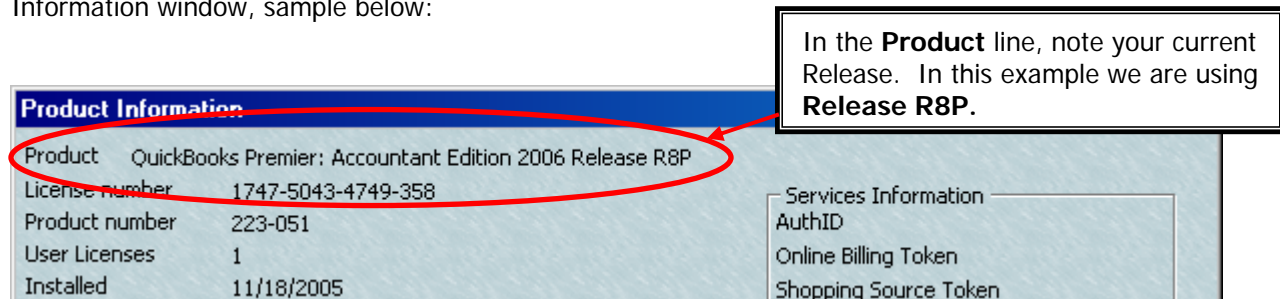 Information window, sample below:
In the Product line, note your current
Release. In this example we are using
Release R8P.
Product Information
Product QuickBooks Premier: Accountant Edition 2006 Release R8P
License number 1747-5043-4749-358
Product number 223-051
User Licenses 1
Installed 11/18/2005
Services Information
AuthID
Online Billing Token
Shopping Source Token